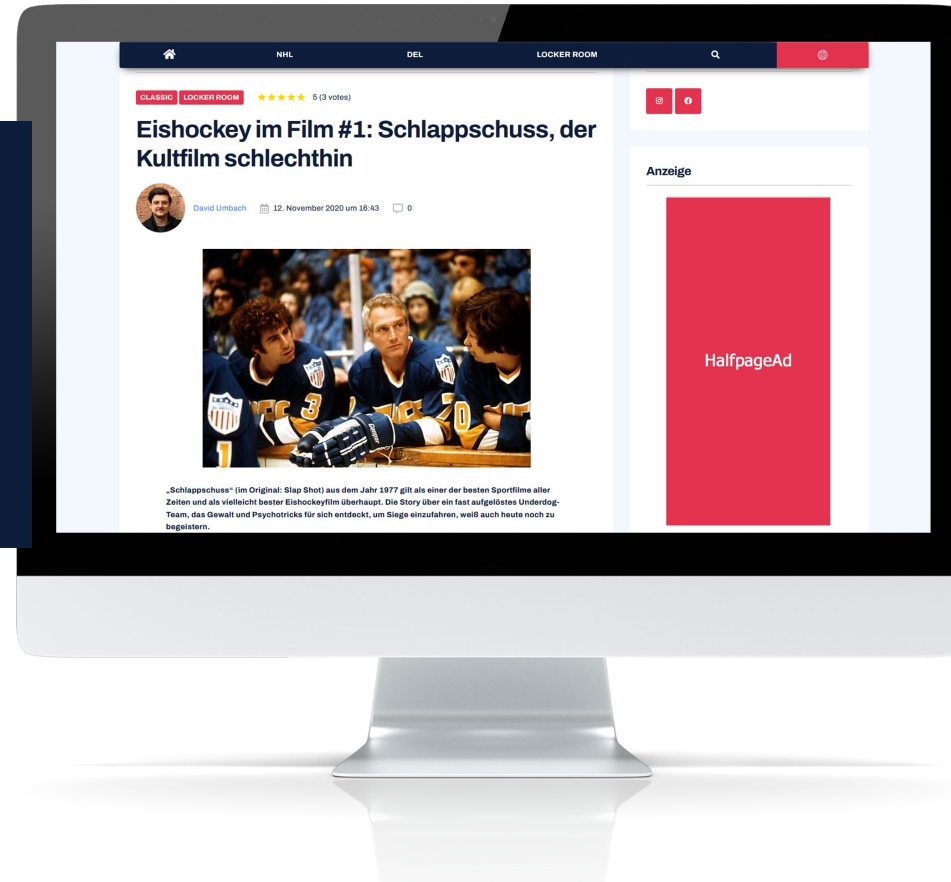 NHL DEL LOCKER ROOM
CLASSIC LOCKER ROOM 5 (3 votes)
Eishockey im Film #1: Schlappschuss, der
Kultfilm schlechthin
David Umbach 12. November 2020 um 16:43 0
3 70
1
„Schlappschuss“ (im Original: Slap Shot) aus dem Jahr 1977 gilt als einer der besten Sportfilme aller
Zeiten und als vielleicht bester Eishockeyfilm überhaupt. Die Story über ein fast aufgelöstes Underdog-
Team, das Gewalt und Psychotricks für sich entdeckt, um Siege einzufahren, weiß auch heute noch zu
begeistern.
Anzeige
HalfpageAd